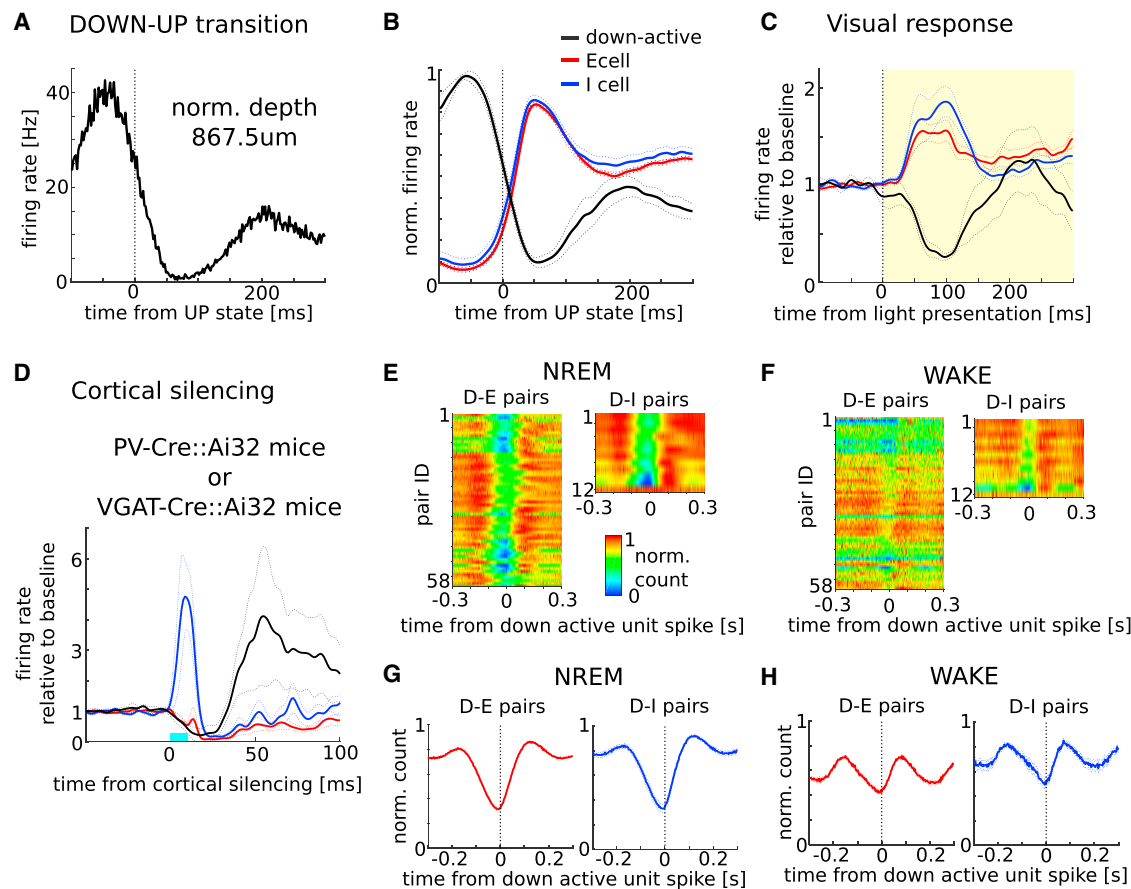 A DOWN-UP transition
firing rate [Hz]
40
20
0
norm. depth
867.5um
0 200
time from UP state [ms]
B
down-active
Ecell
I cell
norm. firing rate
1
0
0 0 200
time from UP state [ms]
C Visual response
firing rate
relative to baseline
2
1
0
0 100 200
time from light presentation [ms]
D Cortical silencing
PV-Cre::Ai32 mice
or
VGAT-Cre::Ai32 mice
firing rate
relative to baseline
6
3
1
0
0 50 100
time from cortical silencing [ms]
E NREM
D-E pairs D-I pairs
pair ID
1
58
-0.3 0 0.3
1
12
-0.3 0 0.3
1
norm.
count
0
time from down active unit spike [s]
F WAKE
D-E pairs D-I pairs
pair ID
1
58
-0.3 0 0.3
1
12
-0.3 0 0.3
time from down active unit spike [s]
G NREM
D-E pairs D-I pairs
norm. count
1
0
-0.2 0 0.2
1
0
-0.2 0 0.2
time from down active unit spike [s]
H WAKE
D-E pairs D-I pairs
norm. count
1
0
-0.2 0 0.2
1
0
-0.2 0 0.2
time from down active unit spike [s]